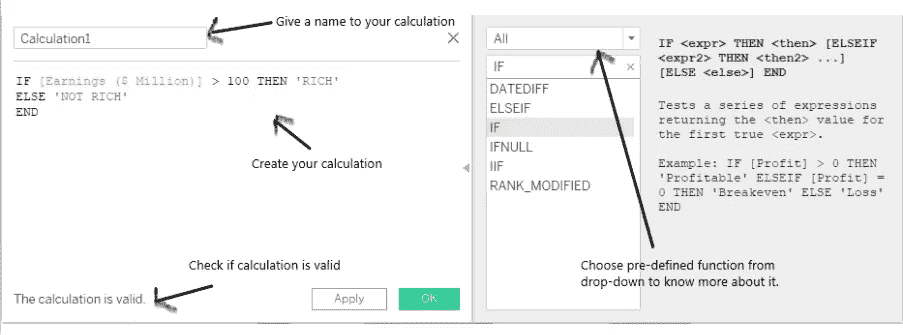 Give a name to your calculation
Calculation1
IF [Earnings ($ Million)] > 100 THEN 'RICH'
ELSE 'NOT RICH'
END
Create your calculation
Check if calculation is valid
The calculation is valid.
Apply
OK
All
IF
DATEDIFF
ELSEIF
IF
IFNULL
IIF
RANK_MODIFIED
IF <expr> THEN <then> [ELSEIF
<expr2> THEN <then2> ...]
[ELSE <else>] END
Tests a series of expressions
returning the <then> value for
the first true <expr>.
Example: IF [Profit] > 0 THEN
'Profitable' ELSEIF [Profit] =
0 THEN 'Breakeven' ELSE 'Loss'
END
Choose pre-defined function from
drop-down to know more about it.